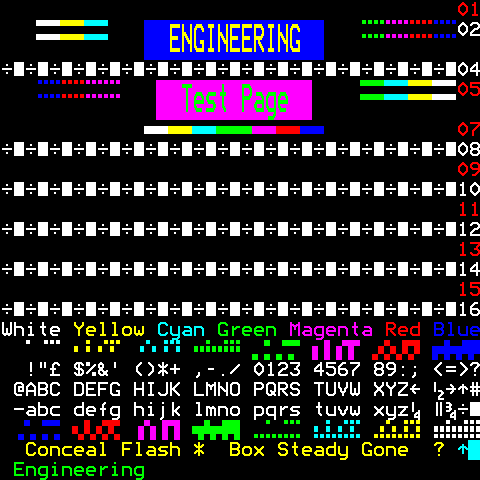 01
02
ENGINEERING
÷■÷■÷■÷■÷■÷■÷■÷■÷■÷■÷■÷■÷■÷■÷■÷■÷■÷■÷■04
05
Test Page
07
÷■÷■÷■÷■÷■÷■÷■÷■÷■÷■÷■÷■÷■÷■÷■÷■÷■÷■÷■08
09
÷■÷■÷■÷■÷■÷■÷■÷■÷■÷■÷■÷■÷■÷■÷■÷■÷■÷■÷■10
11
÷■÷■÷■÷■÷■÷■÷■÷■÷■÷■÷■÷■÷■÷■÷■÷■÷■÷■÷■12
13
÷■÷■÷■÷■÷■÷■÷■÷■÷■÷■÷■÷■÷■÷■÷■÷■÷■÷■÷■14
15
÷■÷■÷■÷■÷■÷■÷■÷■÷■÷■÷■÷■÷■÷■÷■÷■÷■÷■÷■16
White Yellow Cyan Green Magenta Red Blue
!"£ $%&' ()*+ ,-./ 0123 4567 89:; <=>?
@ABC DEFG HIJK LMNO PQRS TUVW XYZ← ½→↑#
-abc defg hijk lmno pqrs tuvw xyz¼ ‖¾÷■
Conceal Flash * Box Steady Gone ? ↑■
Engineering